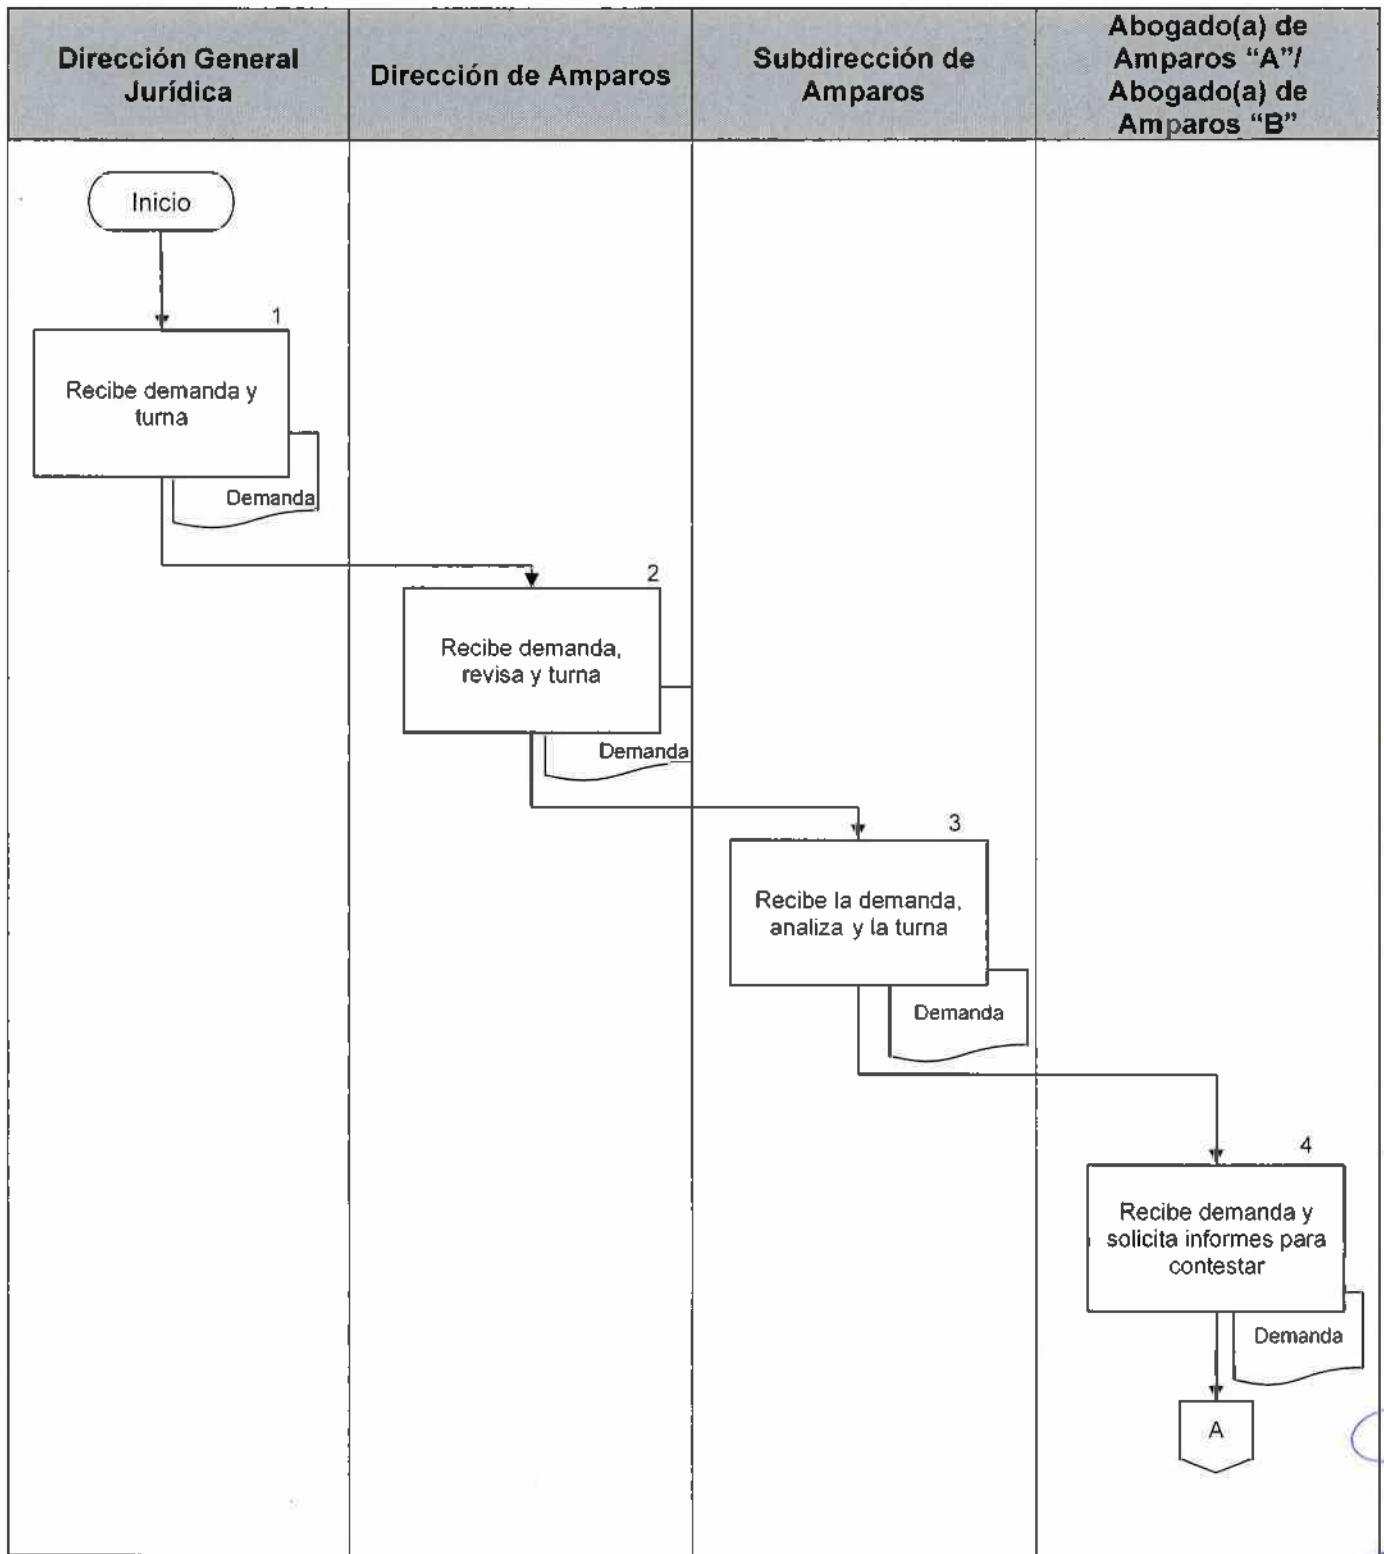 Dirección General
Jurídica
Dirección de Amparos
Subdirección de
Amparos
Abogado(a) de
Amparos “A”/
Abogado(a) de
Amparos “B”
Inicio
1
Recibe demanda y
turna
Demanda
2
Recibe demanda,
revisa y turna
Demanda
3
Recibe la demanda,
analiza y la turna
Demanda
4
Recibe demanda y
solicita informes para
contestar
Demanda
A